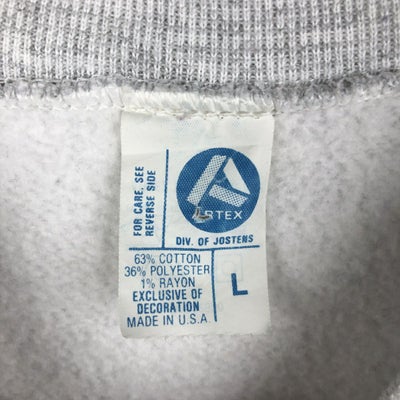 FOR CARE, SEE
REVERSE SIDE
ARTEX
DIV. OF JOSTENS
63% COTTON
36% POLYESTER
1% RAYON
EXCLUSIVE OF
DECORATION
MADE IN U.S.A
L